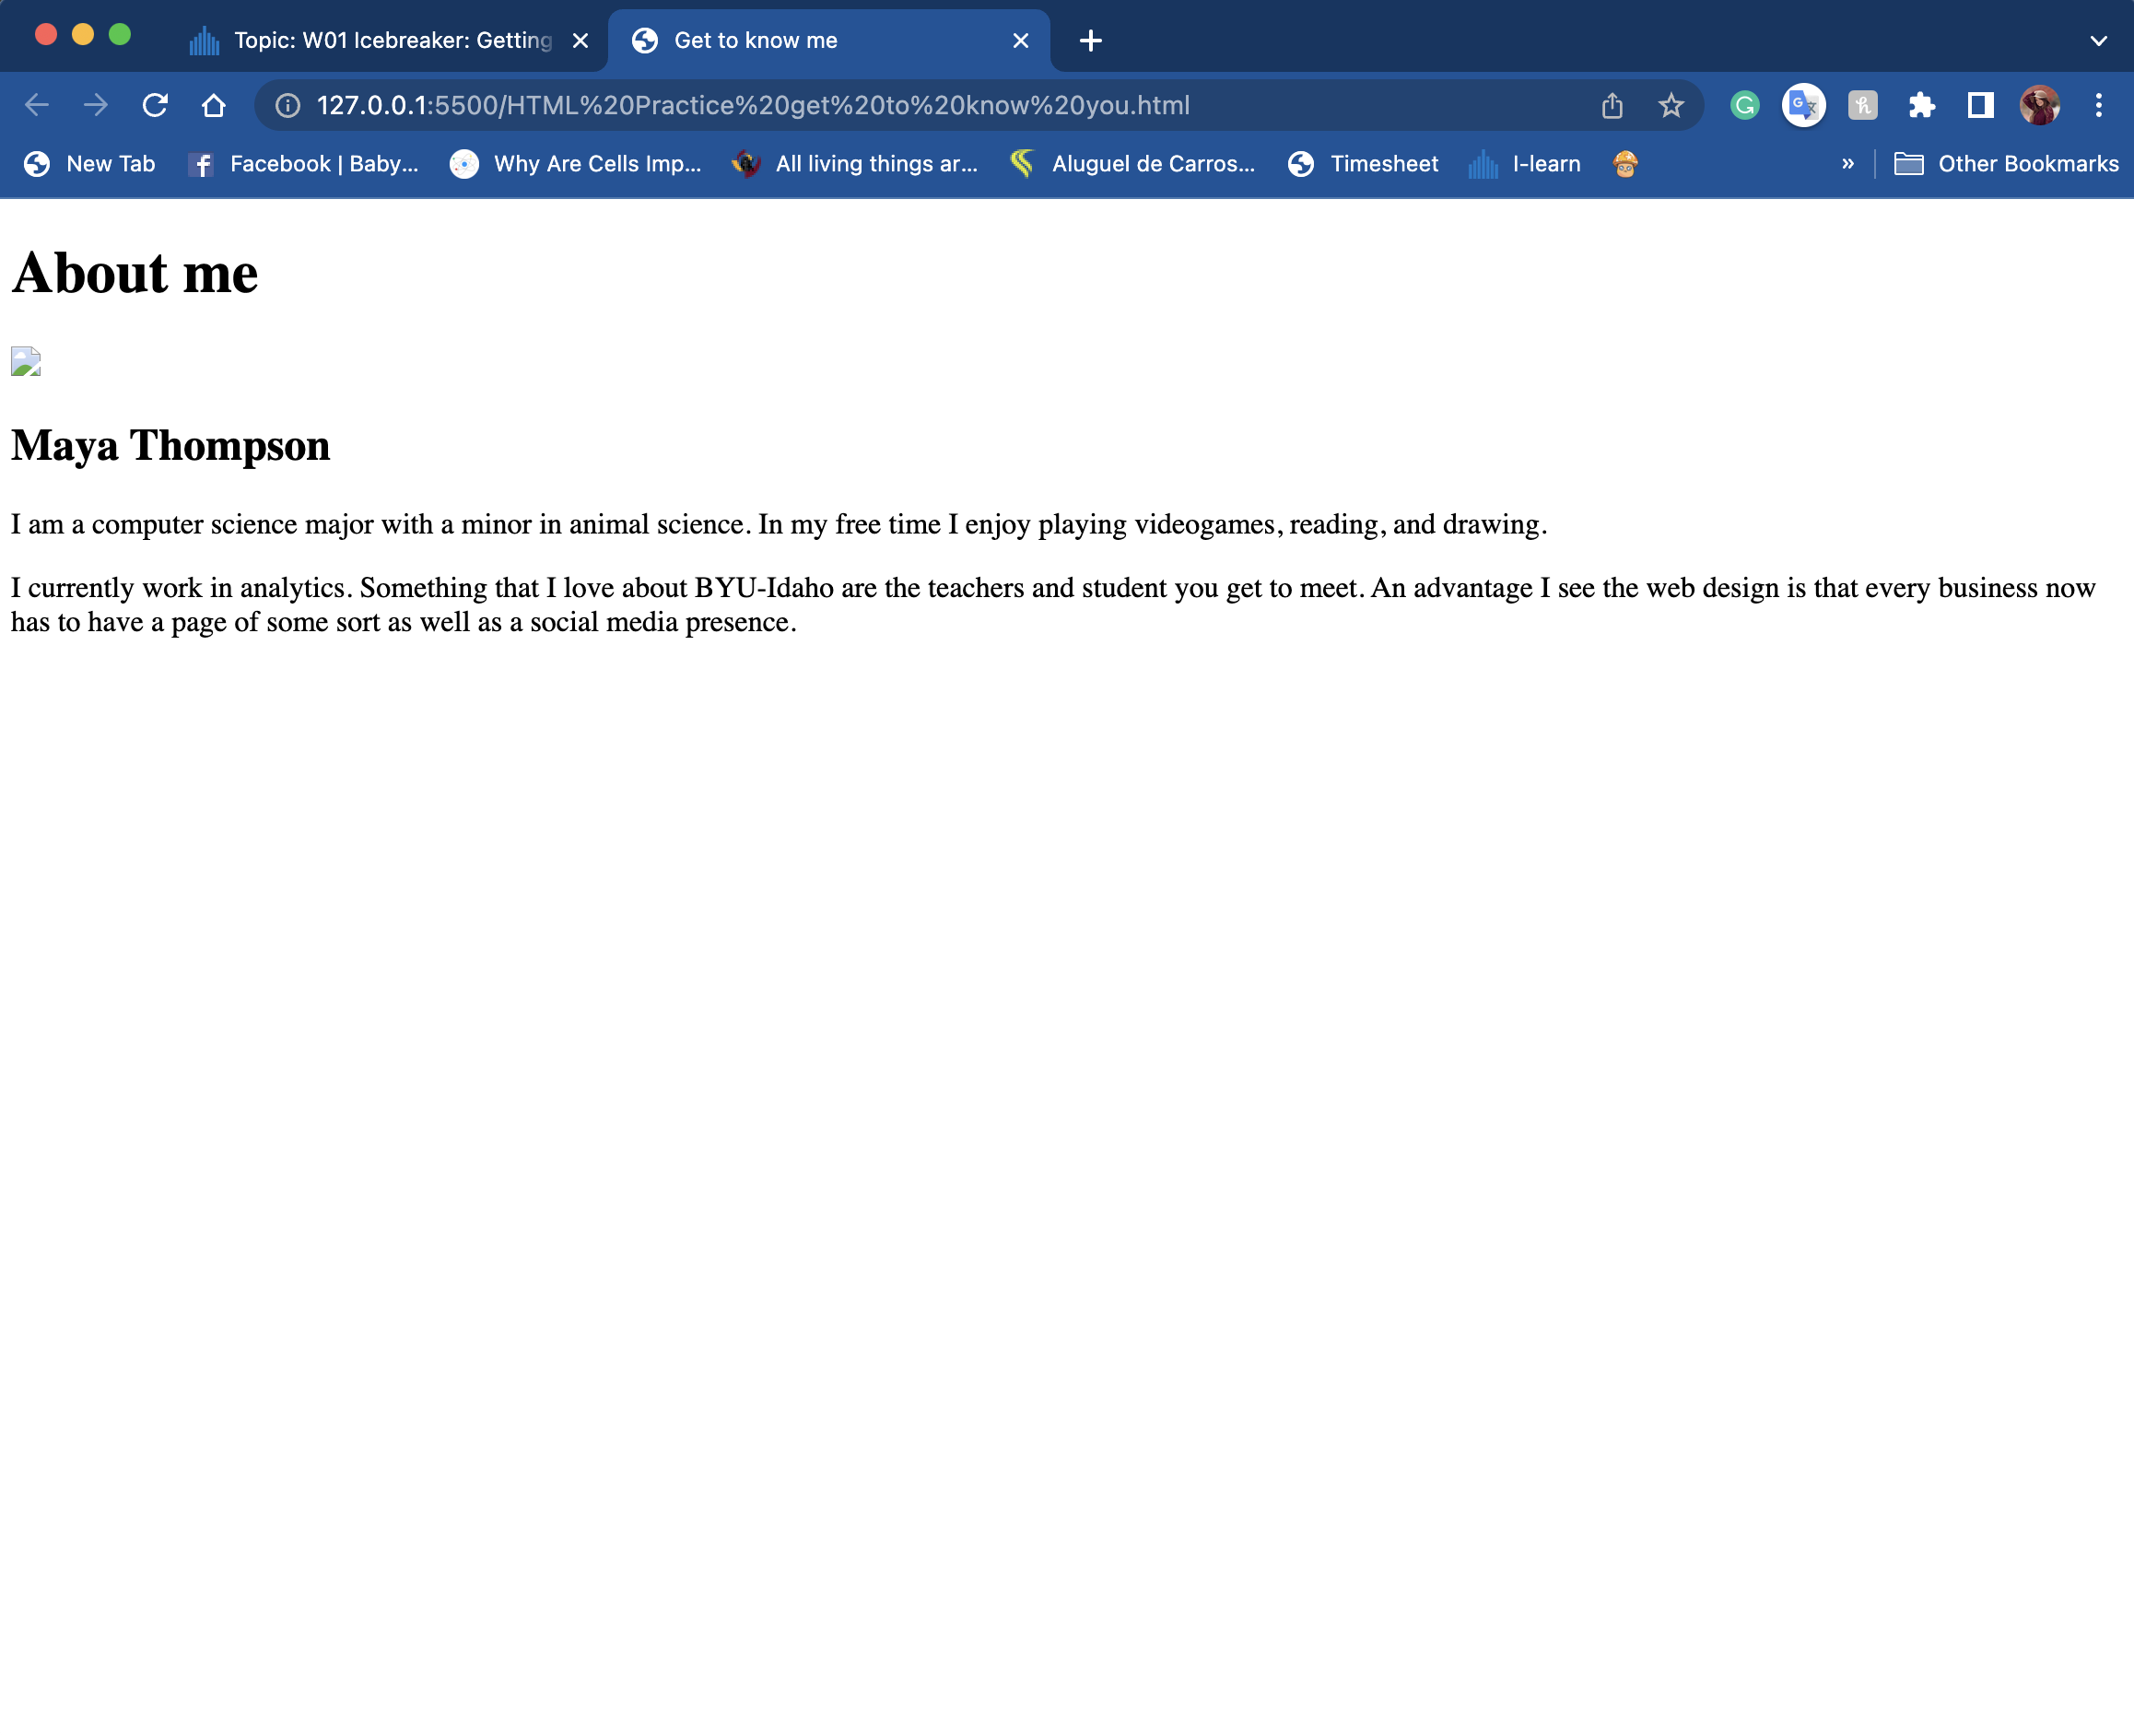 Topic: W01 Icebreaker: Getting
Get to know me
127.0.0.1:5500/HTML%20Practice%20get%20to%20know%20you.html
New Tab
Facebook | Baby...
Why Are Cells Imp...
All living things ar...
Aluguel de Carros...
Timesheet
I-learn
»
Other Bookmarks
About me
Maya Thompson
I am a computer science major with a minor in animal science. In my free time I enjoy playing videogames, reading, and drawing.
I currently work in analytics. Something that I love about BYU-Idaho are the teachers and student you get to meet. An advantage I see the web design is that every business now
has to have a page of some sort as well as a social media presence.